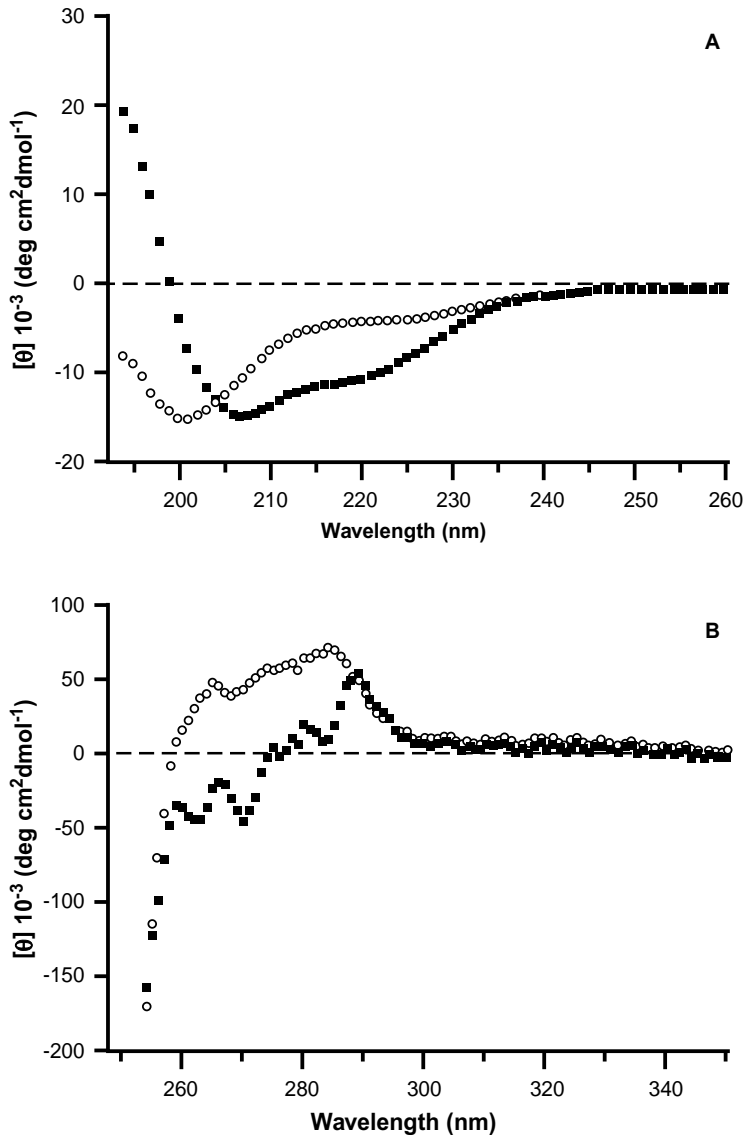 A
30
20
10
0
-10
-20
[θ] 10⁻³ (deg cm²dmol⁻¹)
200 210 220 230 240 250 260
Wavelength (nm)
B
100
50
0
-50
-100
-150
-200
[θ] 10⁻³ (deg cm²dmol⁻¹)
260 280 300 320 340
Wavelength (nm)